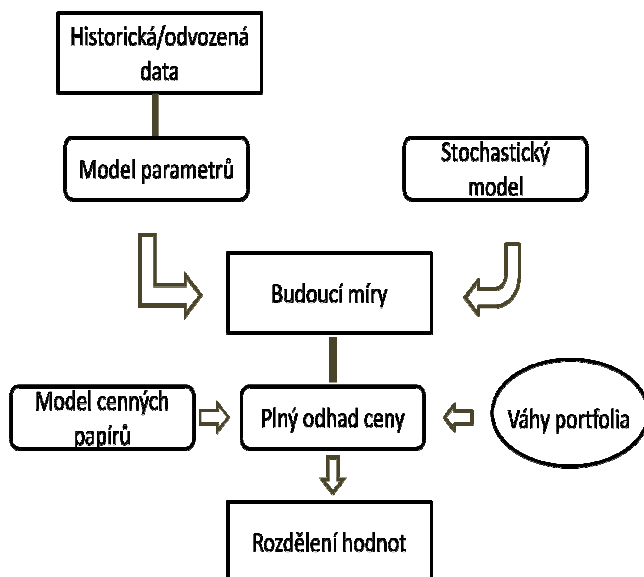 Historická/odvozená
data
Model parametrů
Stochastický
model
Budoucí míry
Model cenných
papírů
Plný odhad ceny
Váhy portfolia
Rozdělení hodnot